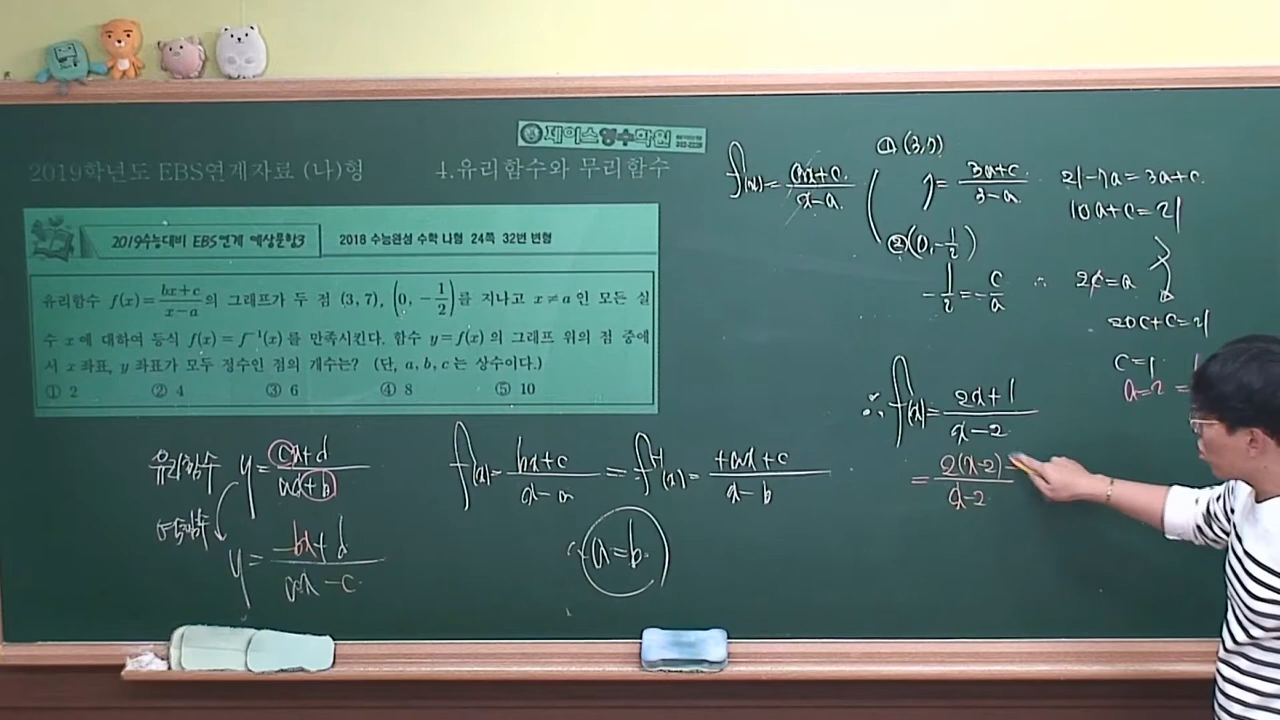 제이스영수학원
2019학년도 EBS연계자료 (나)형 4.유리함수와 무리함수
2019수능대비 EBS연계 예상문항3 2018 수능완성 수학 나형 24쪽 32번 변형
유리함수 f(x)=(bx+c)/(x-a)의 그래프가 두 점 (3, 7), (0, -1/2)를 지나고 x≠a인 모든 실
수 x에 대하여 등식 f(x)=f⁻¹(x)를 만족시킨다. 함수 y=f(x)의 그래프 위의 점 중에
서 x좌표, y좌표가 모두 정수인 점의 개수는? (단, a, b, c는 상수이다.)
① 2 ② 4 ③ 6 ④ 8 ⑤ 10
유리함수 y=(cx+d)/(ax+b)
역함수 y=(-bx+d)/(ax-c)
f(x)=(bx+c)/(x-a)=f⁻¹(x)=(+ax+c)/(x-b)
∴ a=b
f(x)=(ax+c)/(x-a)
① (3,7)
7=(3a+c)/(3-a)
21-7a=3a+c
10a+c=21
② (0,-1/2)
-1/2=-c/a ∴ 2c=a
20c+c=21
c=1
a=2 =
∴ f(x)=(2x+1)/(x-2)
=(2(x-2)/(x-2)